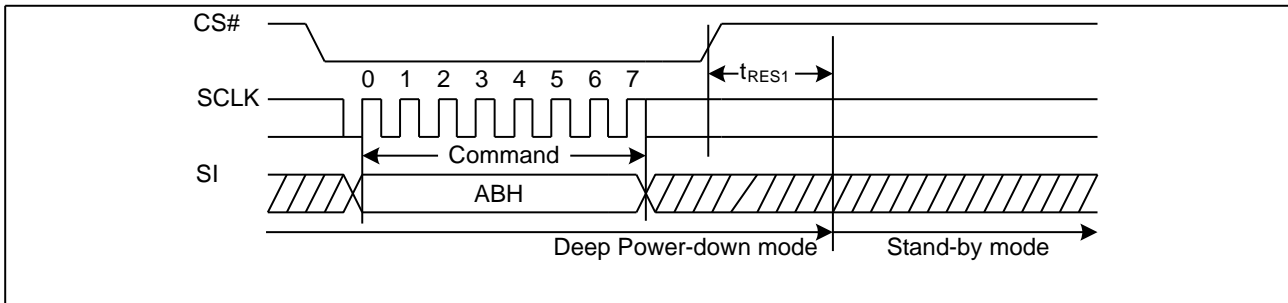 CS#
tRES1
0 1 2 3 4 5 6 7
SCLK
Command
SI
ABH
Deep Power-down mode Stand-by mode